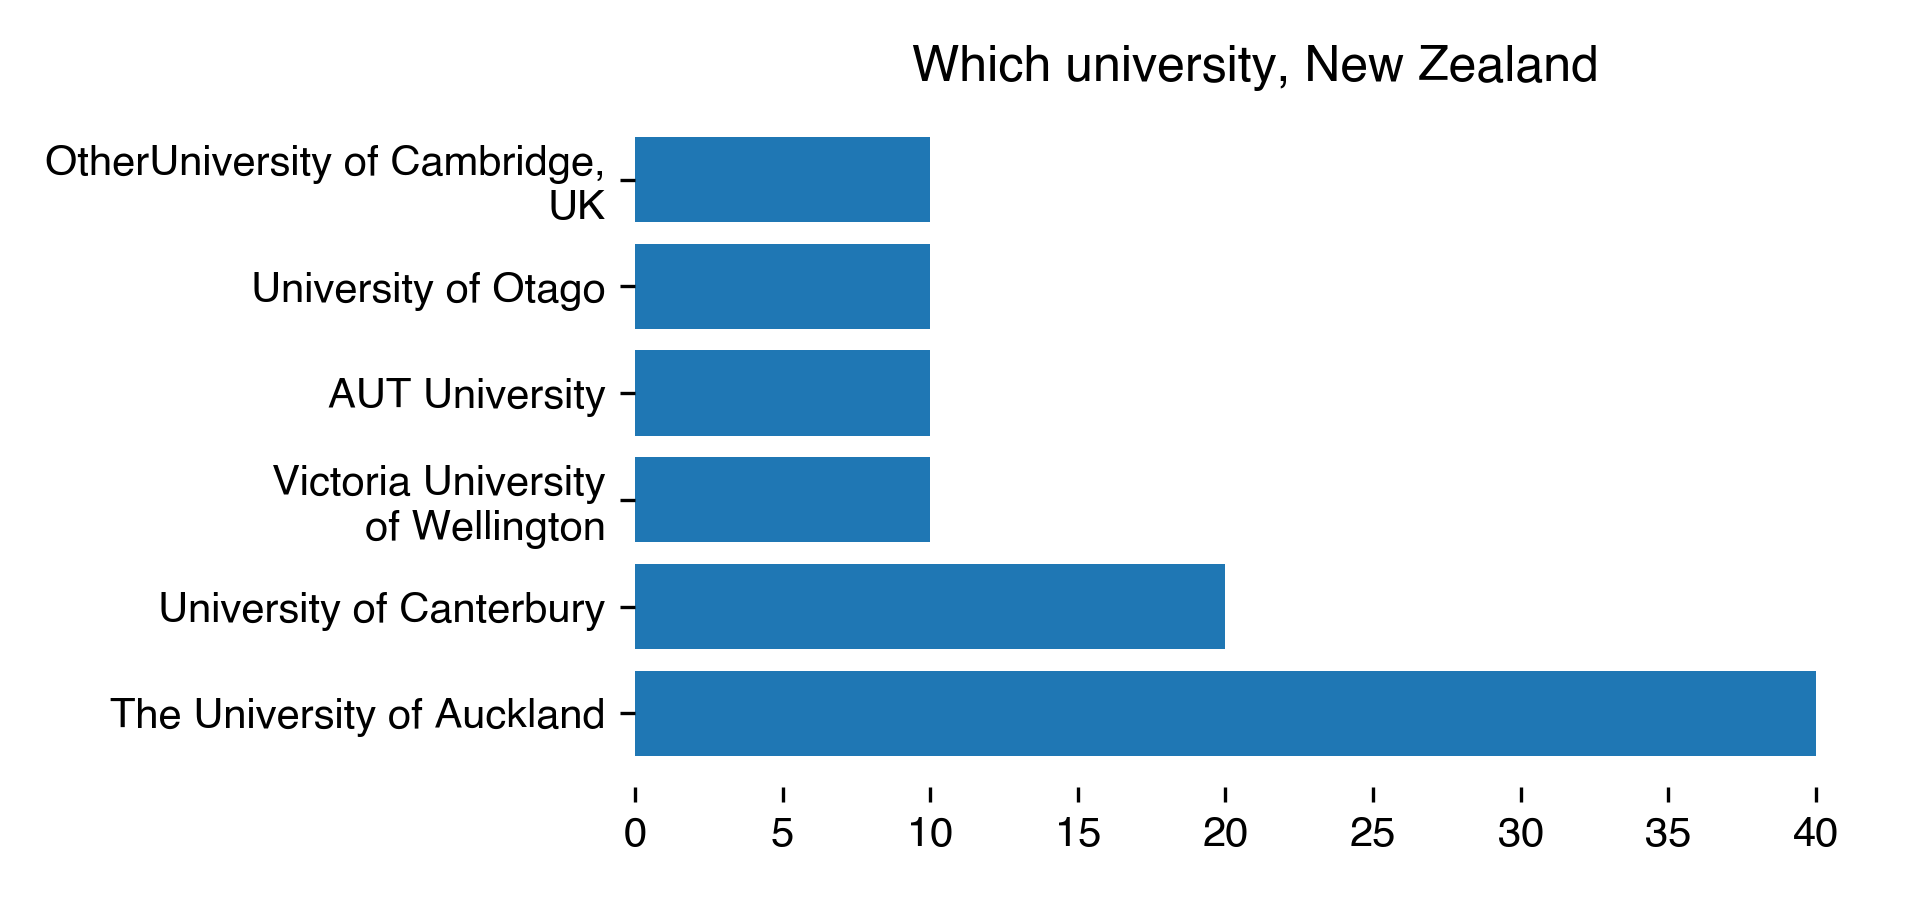 Which university, New Zealand
OtherUniversity of Cambridge,
UK
University of Otago
AUT University
Victoria University
of Wellington
University of Canterbury
The University of Auckland
0 5 10 15 20 25 30 35 40